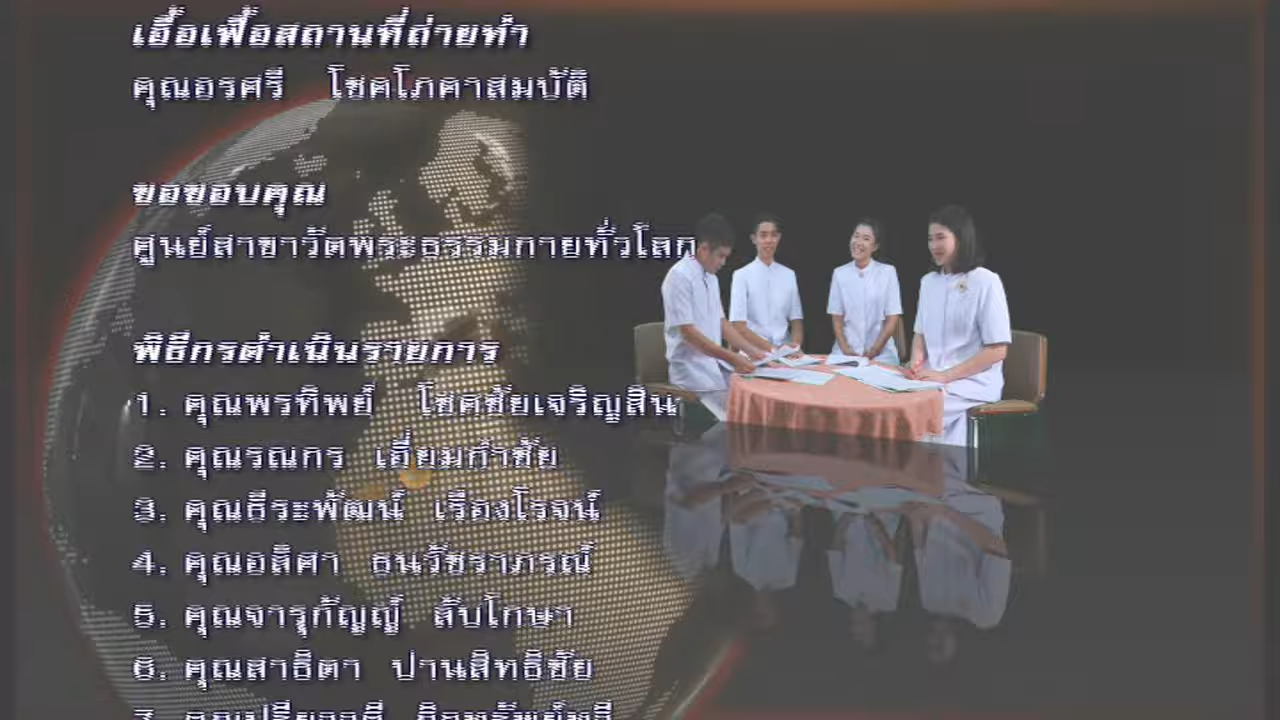 เอื้อเฟื้อสถานที่ถ่ายทำ
คุณอรศรี โชคโภคาสมบัติ
ขอขอบคุณ
ศูนย์สาขาวัดพระธรรมกายทั่วโลก
พิธีกรดำเนินรายการ
1. คุณพรทิพย์ โชคชัยเจริญสิน
2. คุณรณกร เอี่ยมกำชัย
3. คุณธีระพัฒน์ เรืองโรจน์
4. คุณอลิศา ธนวัชราภรณ์
5. คุณจารุกัญญ์ ลับโกษา
6. คุณสาธิตา ปานสิทธิชัย
7.